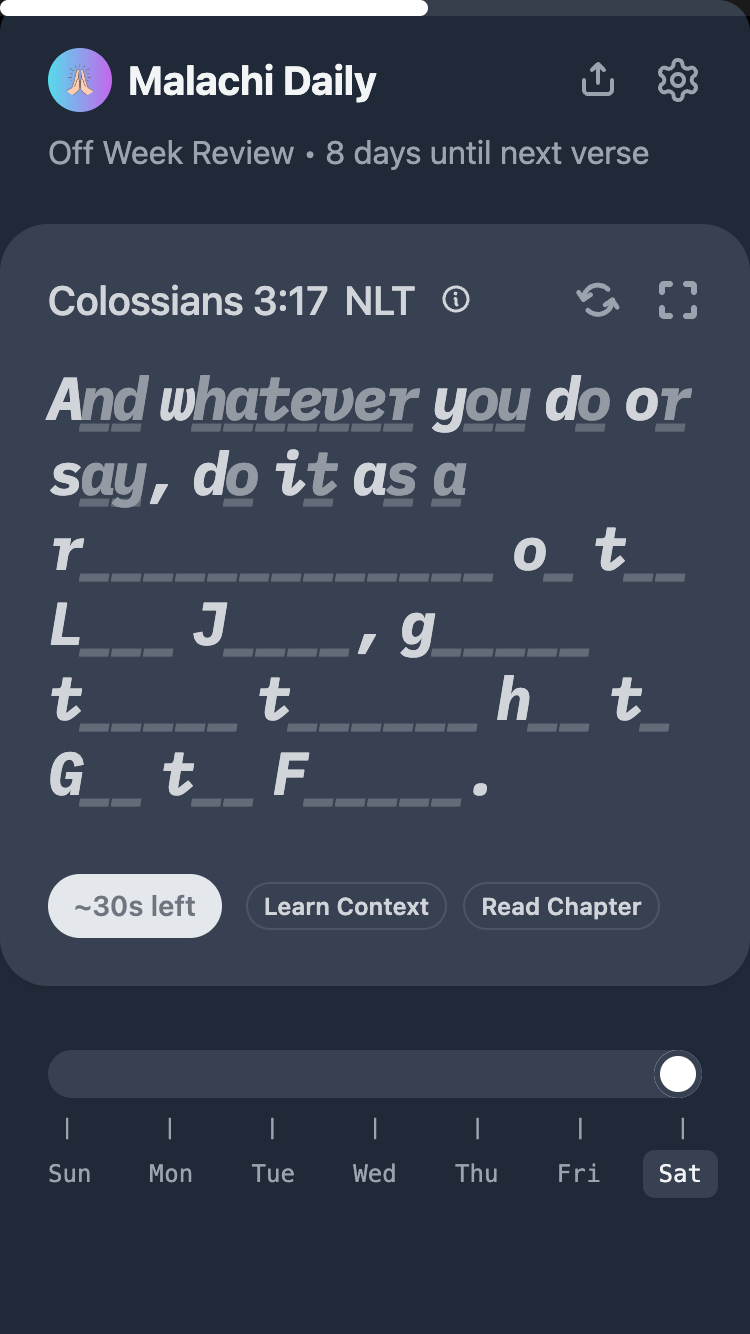 Malachi Daily
Off Week Review • 8 days until next verse
Colossians 3:17 NLT
And whatever you do or
say, do it as a
r_____________ o_ t__
L___ J____, g_____
t_____ t______ h__ t_
G__ t__ F_____.
~30s left Learn Context Read Chapter
Sun Mon Tue Wed Thu Fri Sat